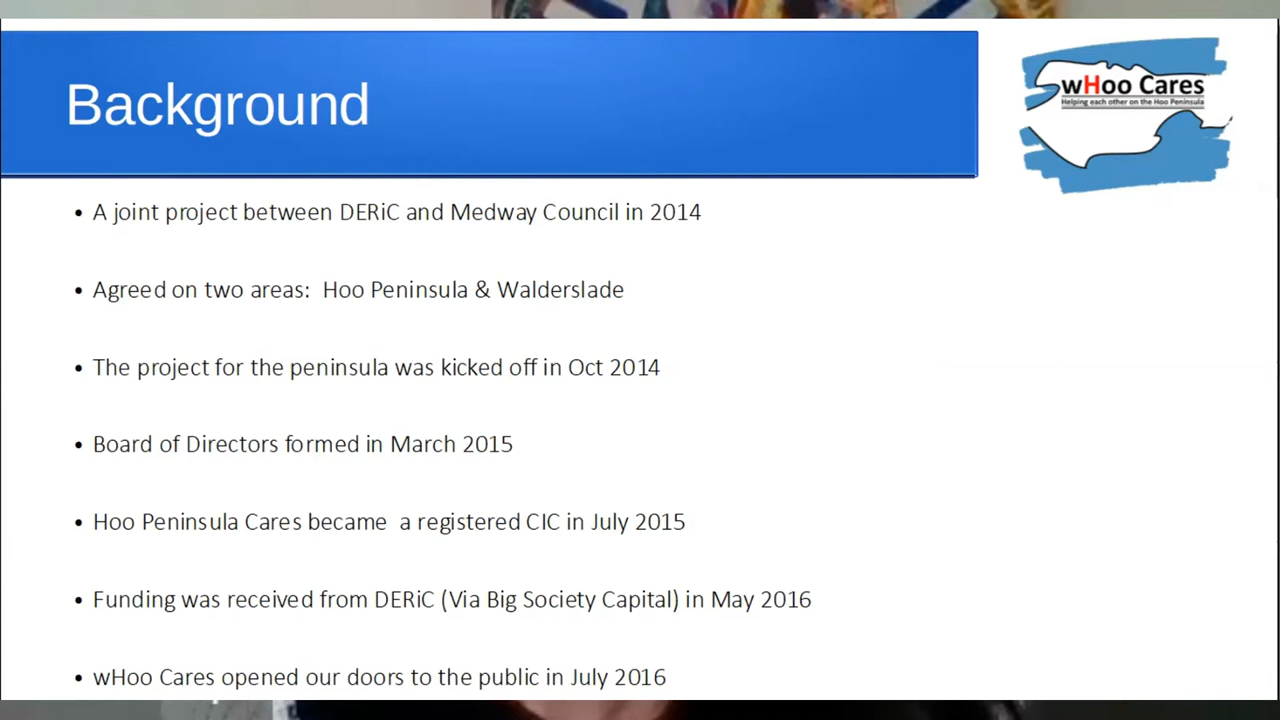 Background
wHoo Cares
Helping each other on the Hoo Peninsula
• A joint project between DERiC and Medway Council in 2014
• Agreed on two areas:  Hoo Peninsula & Walderslade
• The project for the peninsula was kicked off in Oct 2014
• Board of Directors formed in March 2015
• Hoo Peninsula Cares became  a registered CIC in July 2015
• Funding was received from DERiC (Via Big Society Capital) in May 2016
• wHoo Cares opened our doors to the public in July 2016